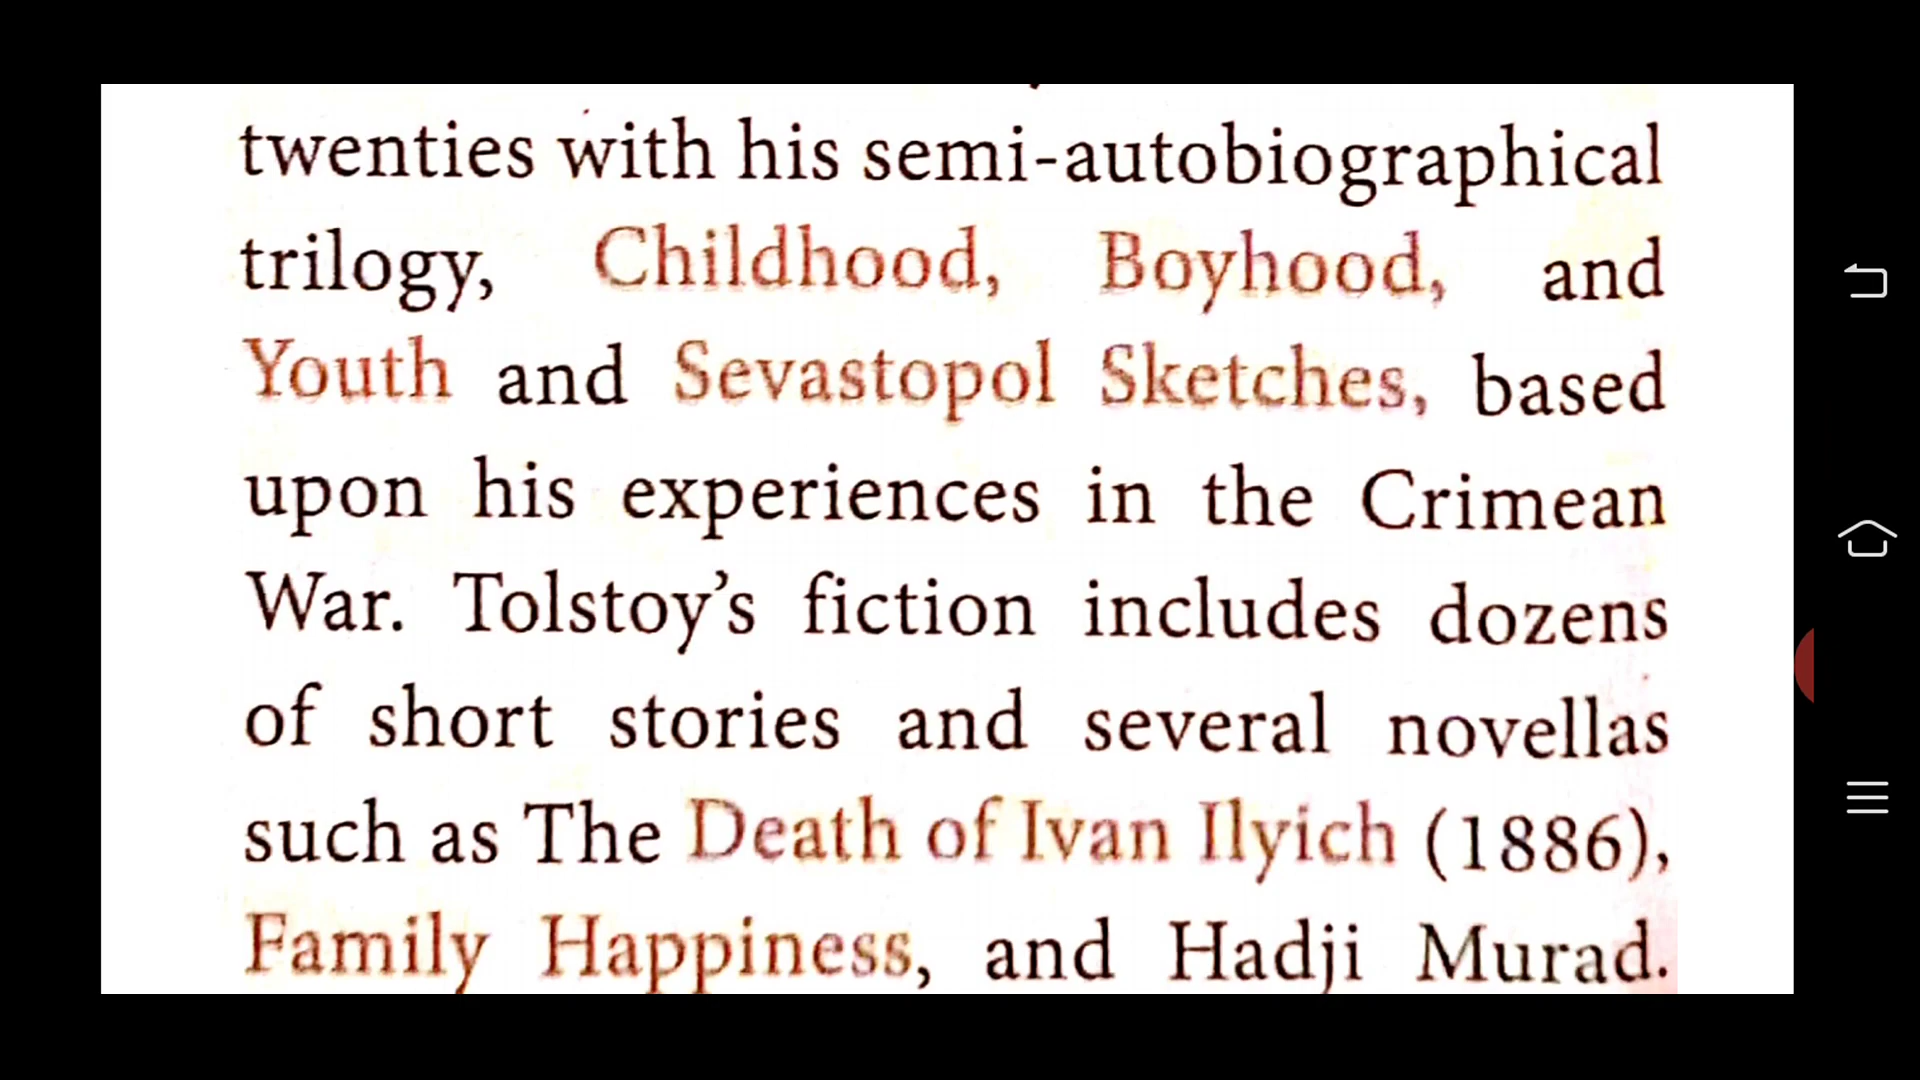 twenties with his semi-autobiographical
trilogy, Childhood, Boyhood, and
Youth and Sevastopol Sketches, based
upon his experiences in the Crimean
War. Tolstoy's fiction includes dozens
of short stories and several novellas
such as The Death of Ivan Ilyich (1886),
Family Happiness, and Hadji Murad.